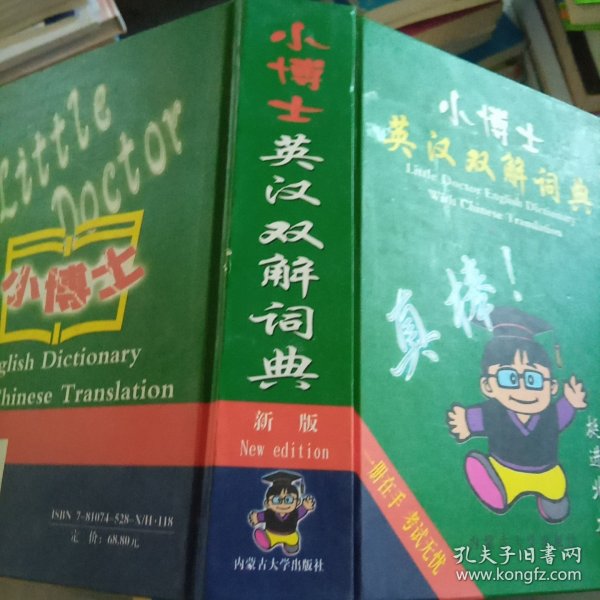 Little
Doctor
小博士
glish Dictionary
Chinese Translation
ISBN 7-81074-528-X/H·118
定 价: 68.80元
小博士
英汉双解词典
新 版
New edition
内蒙古大学出版社
小博士
英汉双解词典
Little Doctor English Dictionary
With Chinese Translation
真棒!
一册在手 考试无忧
孔夫子旧书网
www.kongfz.com